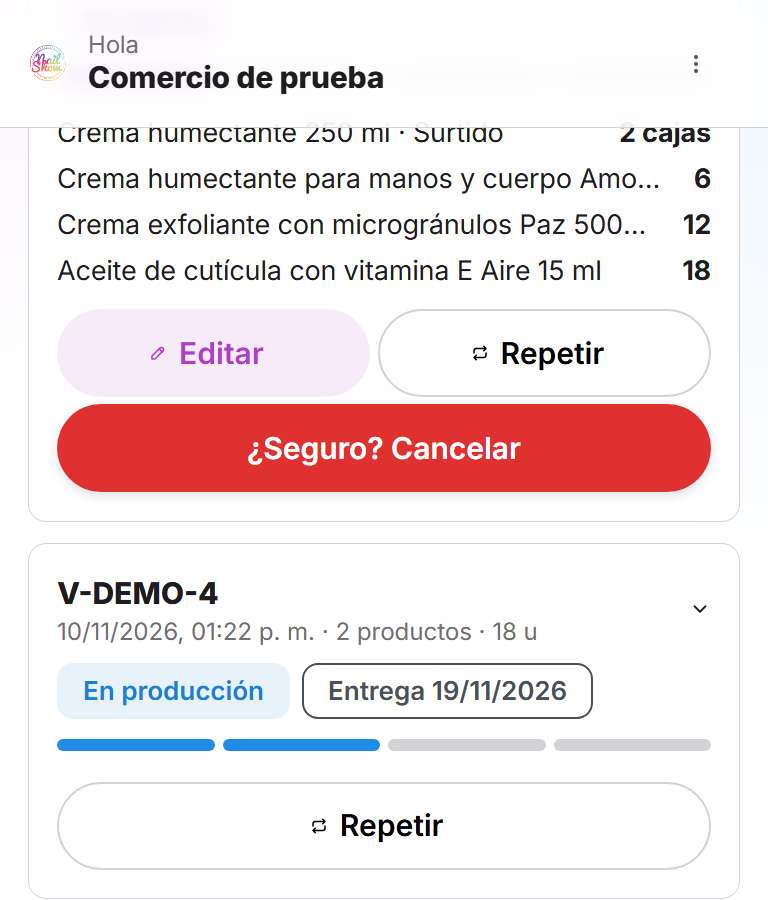 Hola
Nail Show
Comercio de prueba
Crema humectante 250 ml · Surtido 2 cajas
Crema humectante para manos y cuerpo Amo... 6
Crema exfoliante con microgránulos Paz 500... 12
Aceite de cutícula con vitamina E Aire 15 ml 18
Editar
Repetir
¿Seguro? Cancelar
V-DEMO-4
10/11/2026, 01:22 p. m. · 2 productos · 18 u
En producción
Entrega 19/11/2026
Repetir